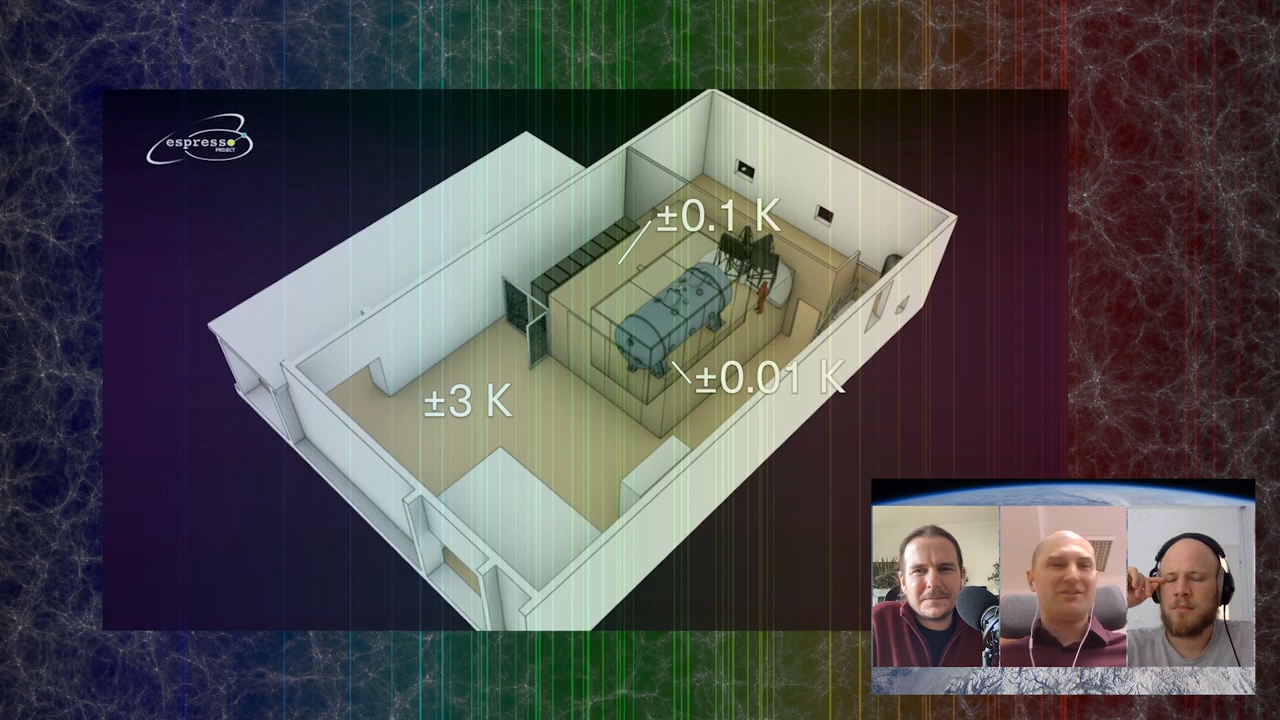 espresso
PROJECT
±0.1 K
±0.01 K
±3 K